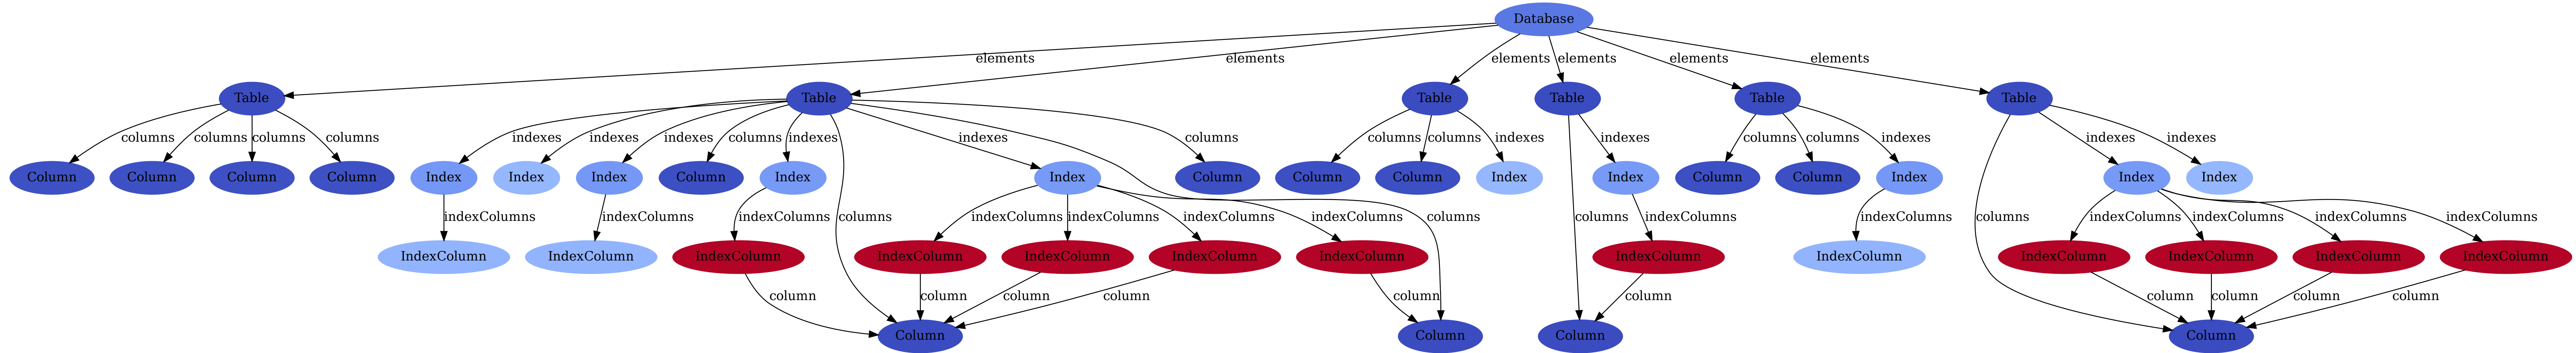 Database
elements elements elements elements elements elements
Table Table Table Table Table Table
columns columns columns columns indexes indexes indexes columns indexes indexes columns columns columns indexes indexes columns columns indexes indexes indexes
Column Column Column Column Index Index Index Column Index Index Column Column Column Index Index Column Column Index Index Index
indexColumns indexColumns indexColumns columns indexColumns indexColumns indexColumns indexColumns columns columns indexColumns indexColumns columns indexColumns indexColumns indexColumns indexColumns
IndexColumn IndexColumn IndexColumn IndexColumn IndexColumn IndexColumn IndexColumn IndexColumn IndexColumn IndexColumn IndexColumn IndexColumn IndexColumn
column column column column column column column column column column
Column Column Column Column